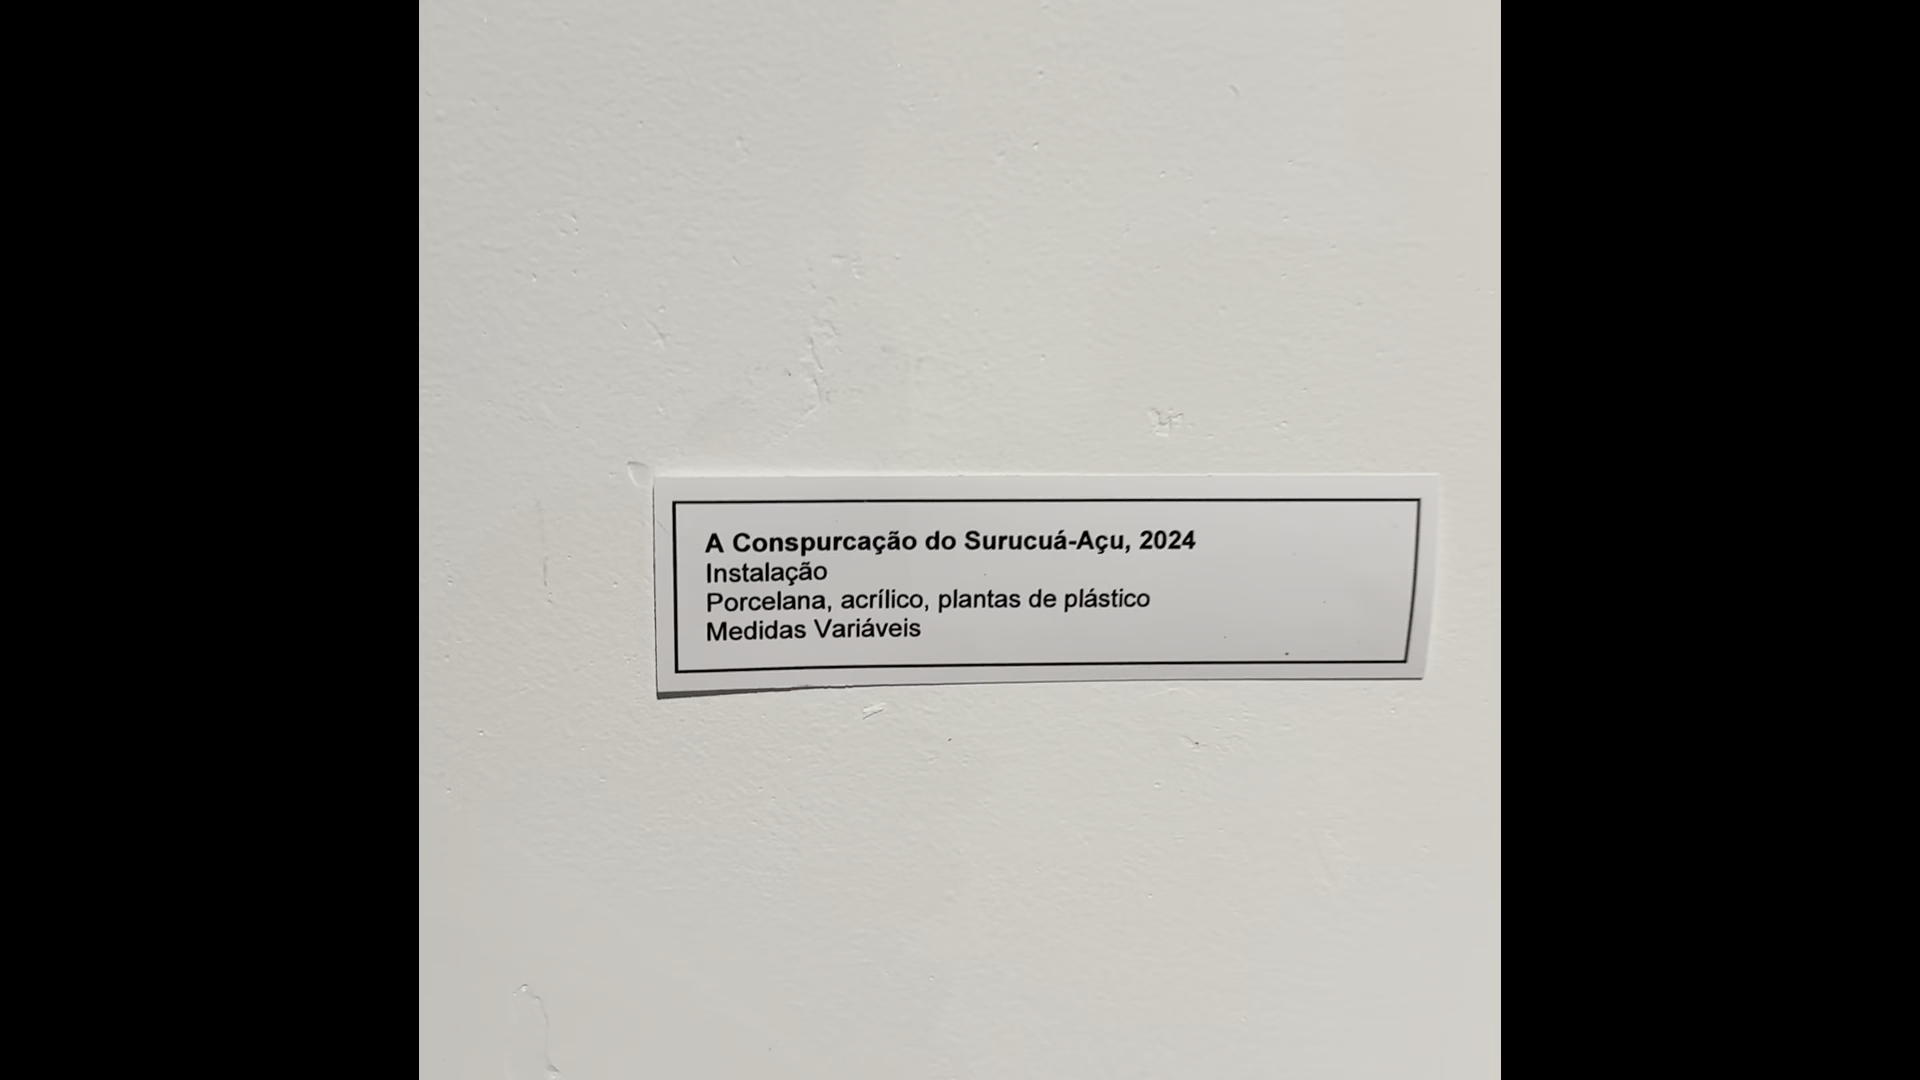 A Conspurcação do Surucuá-Açu, 2024
Instalação
Porcelana, acrílico, plantas de plástico
Medidas Variáveis